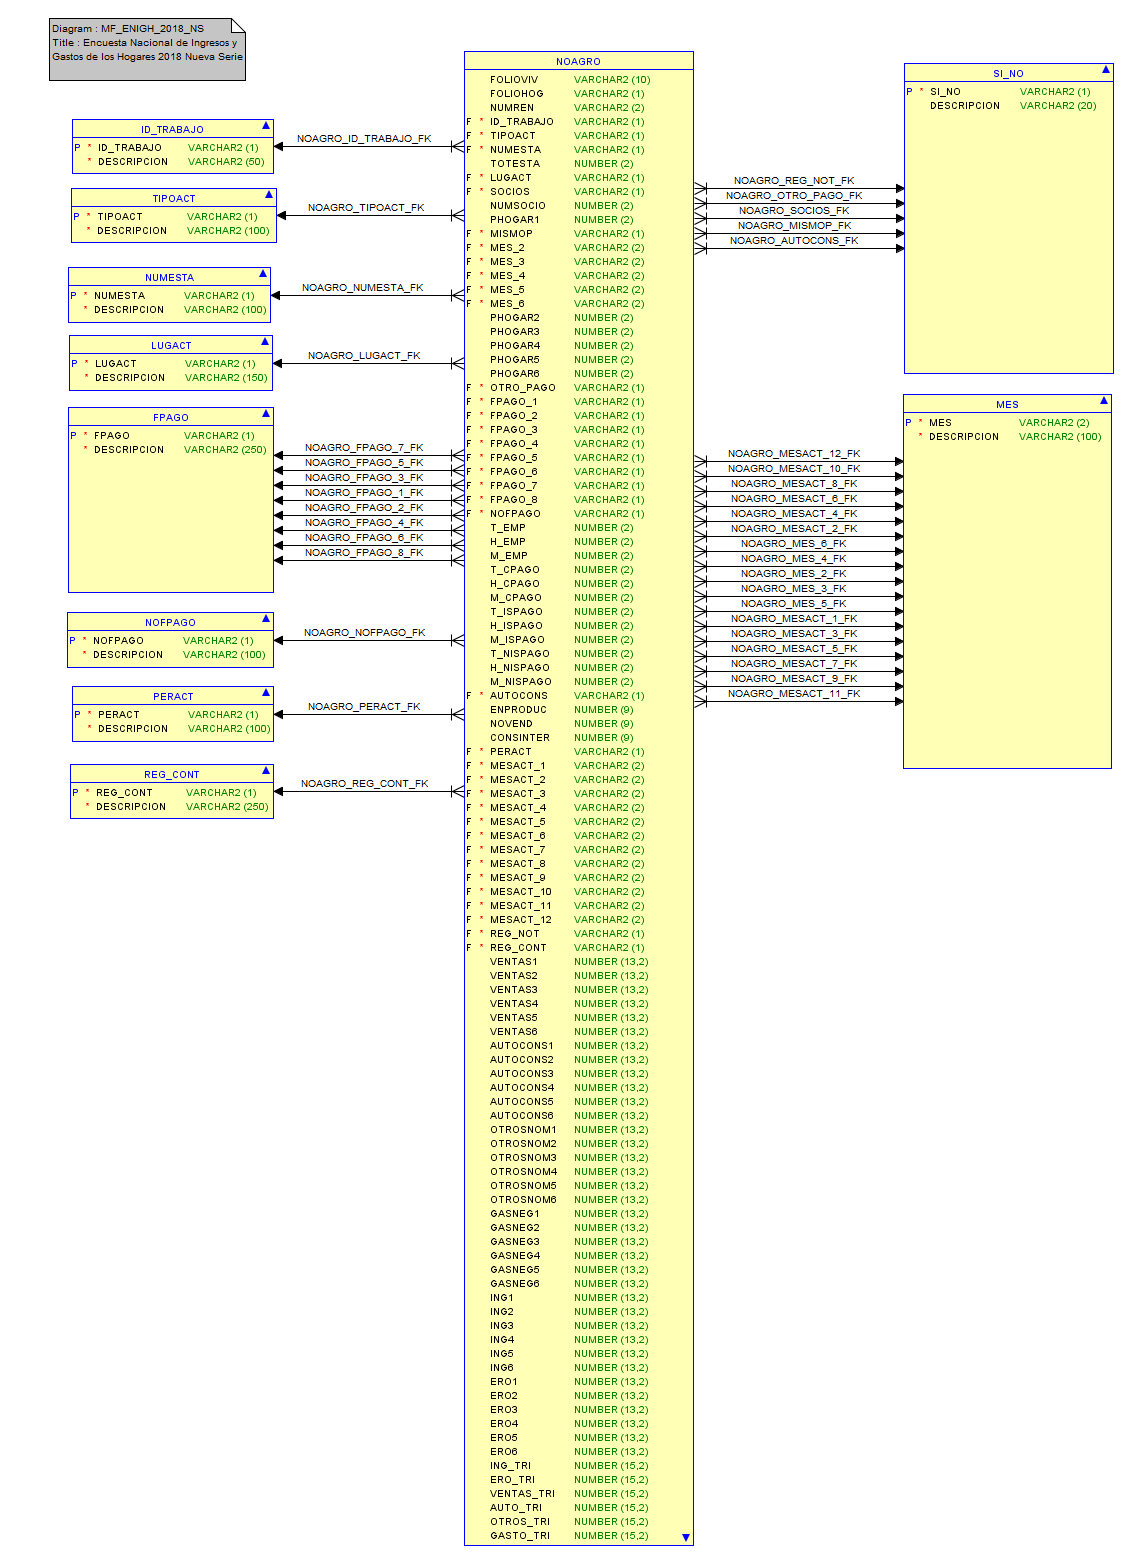 Diagram : MF_ENIGH_2018_NS
Title : Encuesta Nacional de Ingresos y
Gastos de los Hogares 2018 Nueva Serie
ID_TRABAJO
P * ID_TRABAJO VARCHAR2 (1)
* DESCRIPCION VARCHAR2 (50)
TIPOACT
P * TIPOACT VARCHAR2 (1)
* DESCRIPCION VARCHAR2 (100)
NUMESTA
P * NUMESTA VARCHAR2 (1)
* DESCRIPCION VARCHAR2 (100)
LUGACT
P * LUGACT VARCHAR2 (1)
* DESCRIPCION VARCHAR2 (150)
FPAGO
P * FPAGO VARCHAR2 (1)
* DESCRIPCION VARCHAR2 (250)
NOFPAGO
P * NOFPAGO VARCHAR2 (1)
* DESCRIPCION VARCHAR2 (100)
PERACT
P * PERACT VARCHAR2 (1)
* DESCRIPCION VARCHAR2 (100)
REG_CONT
P * REG_CONT VARCHAR2 (1)
* DESCRIPCION VARCHAR2 (250)
NOAGRO_ID_TRABAJO_FK
NOAGRO_TIPOACT_FK
NOAGRO_NUMESTA_FK
NOAGRO_LUGACT_FK
NOAGRO_FPAGO_7_FK
NOAGRO_FPAGO_5_FK
NOAGRO_FPAGO_3_FK
NOAGRO_FPAGO_1_FK
NOAGRO_FPAGO_2_FK
NOAGRO_FPAGO_4_FK
NOAGRO_FPAGO_6_FK
NOAGRO_FPAGO_8_FK
NOAGRO_NOFPAGO_FK
NOAGRO_PERACT_FK
NOAGRO_REG_CONT_FK
NOAGRO
FOLIOVIV VARCHAR2 (10)
FOLIOHOG VARCHAR2 (1)
NUMREN VARCHAR2 (2)
F * ID_TRABAJO VARCHAR2 (1)
F * TIPOACT VARCHAR2 (1)
F * NUMESTA VARCHAR2 (1)
TOTESTA NUMBER (2)
F * LUGACT VARCHAR2 (1)
F * SOCIOS VARCHAR2 (1)
NUMSOCIO NUMBER (2)
PHOGAR1 NUMBER (2)
F * MISMOP VARCHAR2 (1)
F * MES_2 VARCHAR2 (2)
F * MES_3 VARCHAR2 (2)
F * MES_4 VARCHAR2 (2)
F * MES_5 VARCHAR2 (2)
F * MES_6 VARCHAR2 (2)
PHOGAR2 NUMBER (2)
PHOGAR3 NUMBER (2)
PHOGAR4 NUMBER (2)
PHOGAR5 NUMBER (2)
PHOGAR6 NUMBER (2)
F * OTRO_PAGO VARCHAR2 (1)
F * FPAGO_1 VARCHAR2 (1)
F * FPAGO_2 VARCHAR2 (1)
F * FPAGO_3 VARCHAR2 (1)
F * FPAGO_4 VARCHAR2 (1)
F * FPAGO_5 VARCHAR2 (1)
F * FPAGO_6 VARCHAR2 (1)
F * FPAGO_7 VARCHAR2 (1)
F * FPAGO_8 VARCHAR2 (1)
F * NOFPAGO VARCHAR2 (1)
T_EMP NUMBER (2)
H_EMP NUMBER (2)
M_EMP NUMBER (2)
T_CPAGO NUMBER (2)
H_CPAGO NUMBER (2)
M_CPAGO NUMBER (2)
T_ISPAGO NUMBER (2)
H_ISPAGO NUMBER (2)
M_ISPAGO NUMBER (2)
T_NISPAGO NUMBER (2)
H_NISPAGO NUMBER (2)
M_NISPAGO NUMBER (2)
F * AUTOCONS VARCHAR2 (1)
ENPRODUC NUMBER (9)
NOVEND NUMBER (9)
CONSINTER NUMBER (9)
F * PERACT VARCHAR2 (1)
F * MESACT_1 VARCHAR2 (2)
F * MESACT_2 VARCHAR2 (2)
F * MESACT_3 VARCHAR2 (2)
F * MESACT_4 VARCHAR2 (2)
F * MESACT_5 VARCHAR2 (2)
F * MESACT_6 VARCHAR2 (2)
F * MESACT_7 VARCHAR2 (2)
F * MESACT_8 VARCHAR2 (2)
F * MESACT_9 VARCHAR2 (2)
F * MESACT_10 VARCHAR2 (2)
F * MESACT_11 VARCHAR2 (2)
F * MESACT_12 VARCHAR2 (2)
F * REG_NOT VARCHAR2 (1)
F * REG_CONT VARCHAR2 (1)
VENTAS1 NUMBER (13,2)
VENTAS2 NUMBER (13,2)
VENTAS3 NUMBER (13,2)
VENTAS4 NUMBER (13,2)
VENTAS5 NUMBER (13,2)
VENTAS6 NUMBER (13,2)
AUTOCONS1 NUMBER (13,2)
AUTOCONS2 NUMBER (13,2)
AUTOCONS3 NUMBER (13,2)
AUTOCONS4 NUMBER (13,2)
AUTOCONS5 NUMBER (13,2)
AUTOCONS6 NUMBER (13,2)
OTROSNOM1 NUMBER (13,2)
OTROSNOM2 NUMBER (13,2)
OTROSNOM3 NUMBER (13,2)
OTROSNOM4 NUMBER (13,2)
OTROSNOM5 NUMBER (13,2)
OTROSNOM6 NUMBER (13,2)
GASNEG1 NUMBER (13,2)
GASNEG2 NUMBER (13,2)
GASNEG3 NUMBER (13,2)
GASNEG4 NUMBER (13,2)
GASNEG5 NUMBER (13,2)
GASNEG6 NUMBER (13,2)
ING1 NUMBER (13,2)
ING2 NUMBER (13,2)
ING3 NUMBER (13,2)
ING4 NUMBER (13,2)
ING5 NUMBER (13,2)
ING6 NUMBER (13,2)
ERO1 NUMBER (13,2)
ERO2 NUMBER (13,2)
ERO3 NUMBER (13,2)
ERO4 NUMBER (13,2)
ERO5 NUMBER (13,2)
ERO6 NUMBER (13,2)
ING_TRI NUMBER (15,2)
ERO_TRI NUMBER (15,2)
VENTAS_TRI NUMBER (15,2)
AUTO_TRI NUMBER (15,2)
OTROS_TRI NUMBER (15,2)
GASTO_TRI NUMBER (15,2)
NOAGRO_REG_NOT_FK
NOAGRO_OTRO_PAGO_FK
NOAGRO_SOCIOS_FK
NOAGRO_MISMOP_FK
NOAGRO_AUTOCONS_FK
NOAGRO_MESACT_12_FK
NOAGRO_MESACT_10_FK
NOAGRO_MESACT_8_FK
NOAGRO_MESACT_6_FK
NOAGRO_MESACT_4_FK
NOAGRO_MESACT_2_FK
NOAGRO_MES_6_FK
NOAGRO_MES_4_FK
NOAGRO_MES_2_FK
NOAGRO_MES_3_FK
NOAGRO_MES_5_FK
NOAGRO_MESACT_1_FK
NOAGRO_MESACT_3_FK
NOAGRO_MESACT_5_FK
NOAGRO_MESACT_7_FK
NOAGRO_MESACT_9_FK
NOAGRO_MESACT_11_FK
SI_NO
P * SI_NO VARCHAR2 (1)
DESCRIPCION VARCHAR2 (20)
MES
P * MES VARCHAR2 (2)
* DESCRIPCION VARCHAR2 (100)